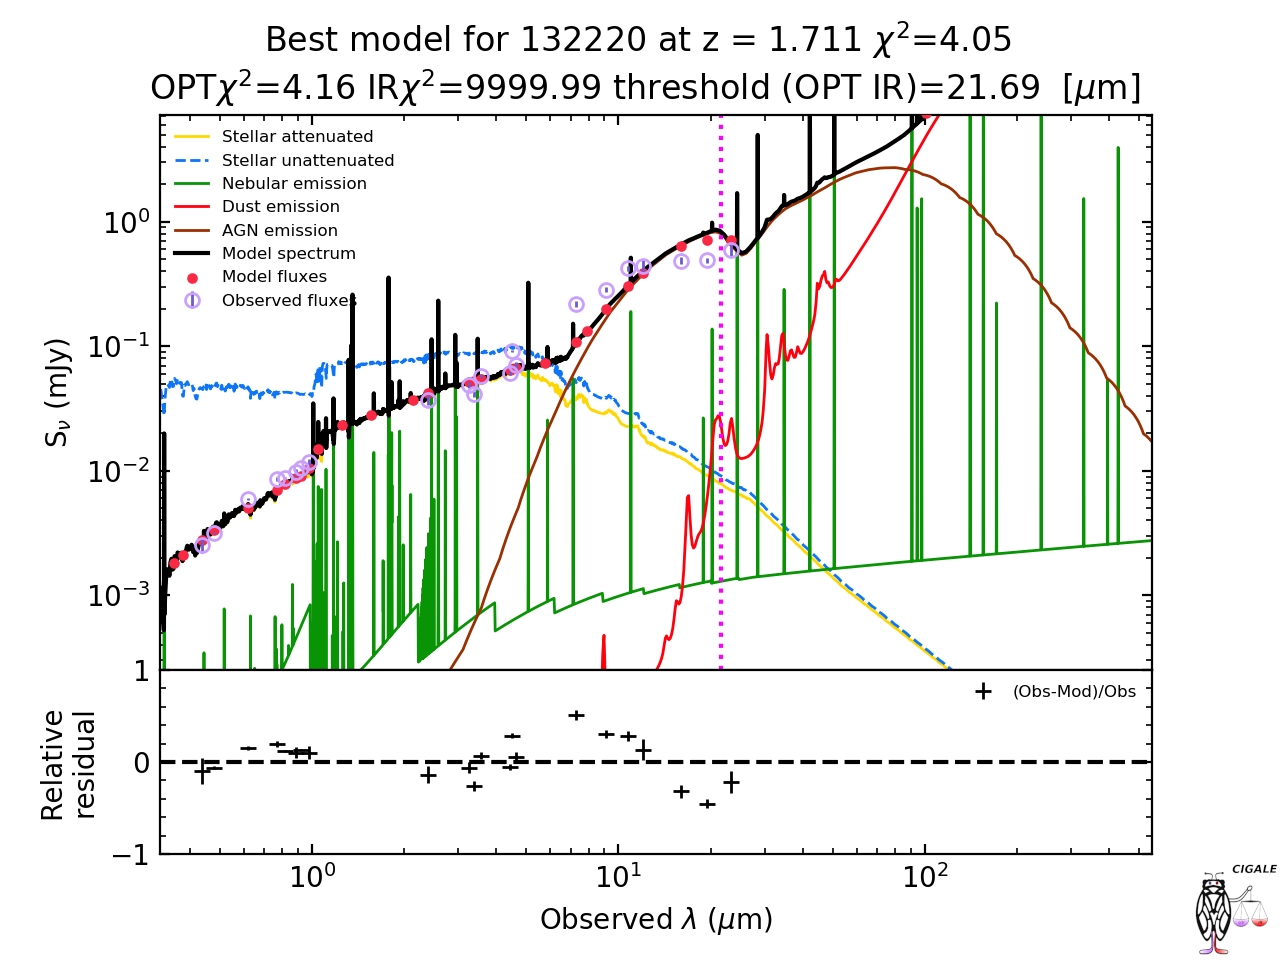 Best model for 132220 at z = 1.711 χ²=4.05
OPTχ²=4.16 IRχ²=9999.99 threshold (OPT IR)=21.69 [μm]
Stellar attenuated
Stellar unattenuated
Nebular emission
Dust emission
AGN emission
Model spectrum
Model fluxes
Observed fluxes
10⁰
10⁻¹
10⁻²
10⁻³
S_ν (mJy)
1
0
−1
Relative
residual
(Obs-Mod)/Obs
10⁰ 10¹ 10²
Observed λ (μm)
CIGALE